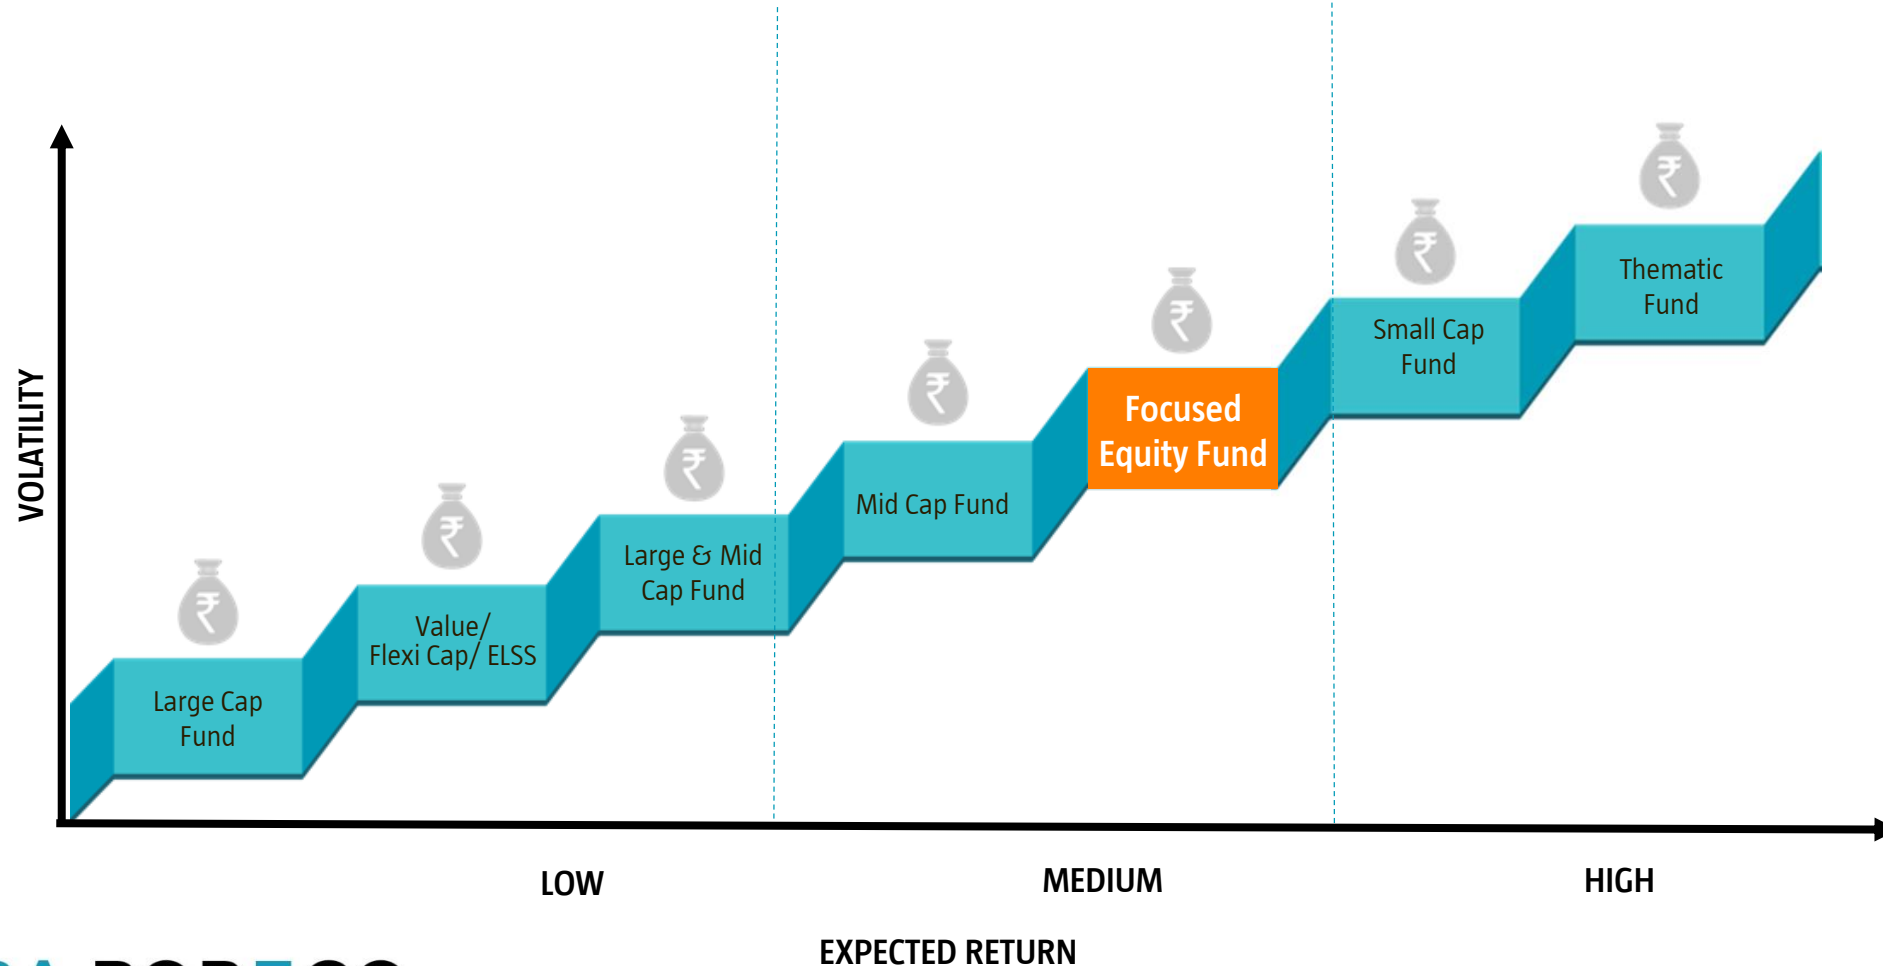 ₹
Thematic
Fund
₹
Small Cap
Fund
₹
Focused
Equity Fund
₹
Mid Cap Fund
₹
Large & Mid
Cap Fund
₹
Value/
Flexi Cap/ ELSS
₹
Large Cap
Fund
VOLATILITY
LOW
MEDIUM
HIGH
EXPECTED RETURN